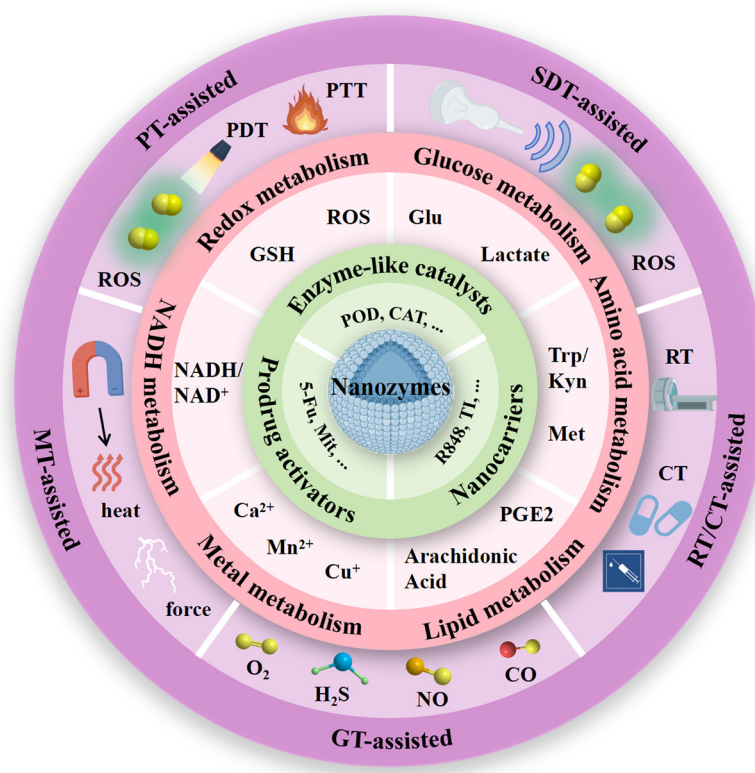 PT-assisted
PTT
PDT
ROS
SDT-assisted
ROS
RT/CT-assisted
RT
CT
GT-assisted
O₂
H₂S
NO
CO
MT-assisted
heat
force
Redox metabolism
ROS
GSH
Glucose metabolism
Glu
Lactate
Amino acid metabolism
Trp/
Kyn
Met
Lipid metabolism
PGE2
Arachidonic
Acid
Metal metabolism
Ca²⁺
Mn²⁺
Cu⁺
NADH metabolism
NADH/
NAD⁺
Enzyme-like catalysts
POD, CAT, ...
Nanocarriers
R848, TI, ...
Prodrug activators
5-Fu, Mit, ...
Nanozymes
+
−